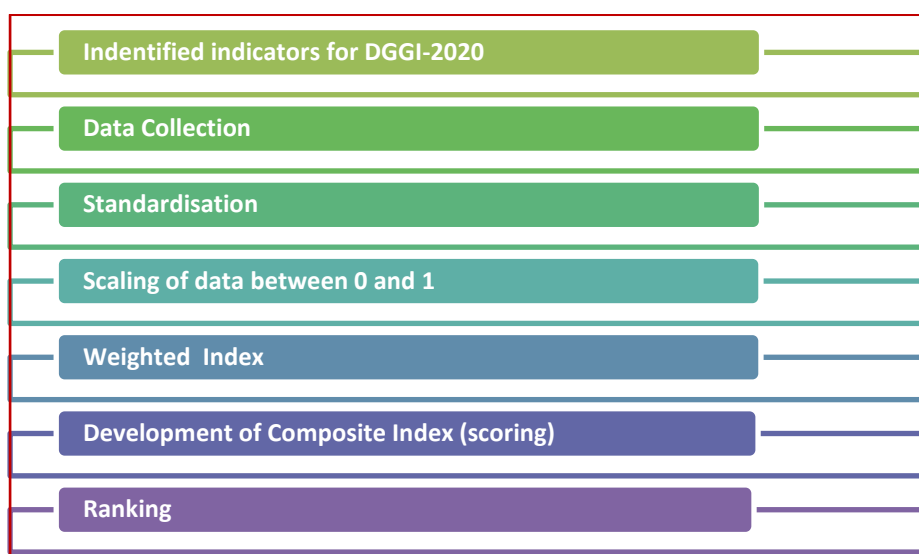 Indentified indicators for DGGI-2020
Data Collection
Standardisation
Scaling of data between 0 and 1
Weighted Index
Development of Composite Index (scoring)
Ranking